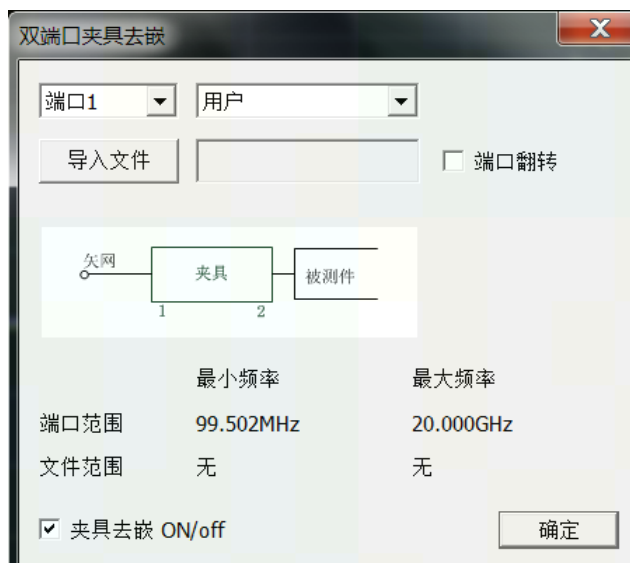 双端口夹具去嵌
端口1 用户
导入文件 端口翻转
矢网 夹具 被测件
1 2
最小频率 最大频率
端口范围 99.502MHz 20.000GHz
文件范围 无 无
夹具去嵌 ON/off 确定